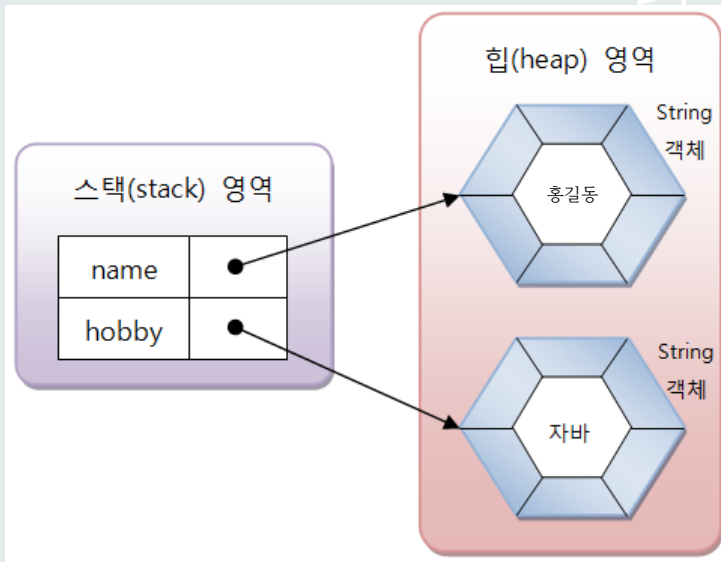 스택(stack) 영역
name
hobby
힙(heap) 영역
String
객체
홍길동
String
객체
자바